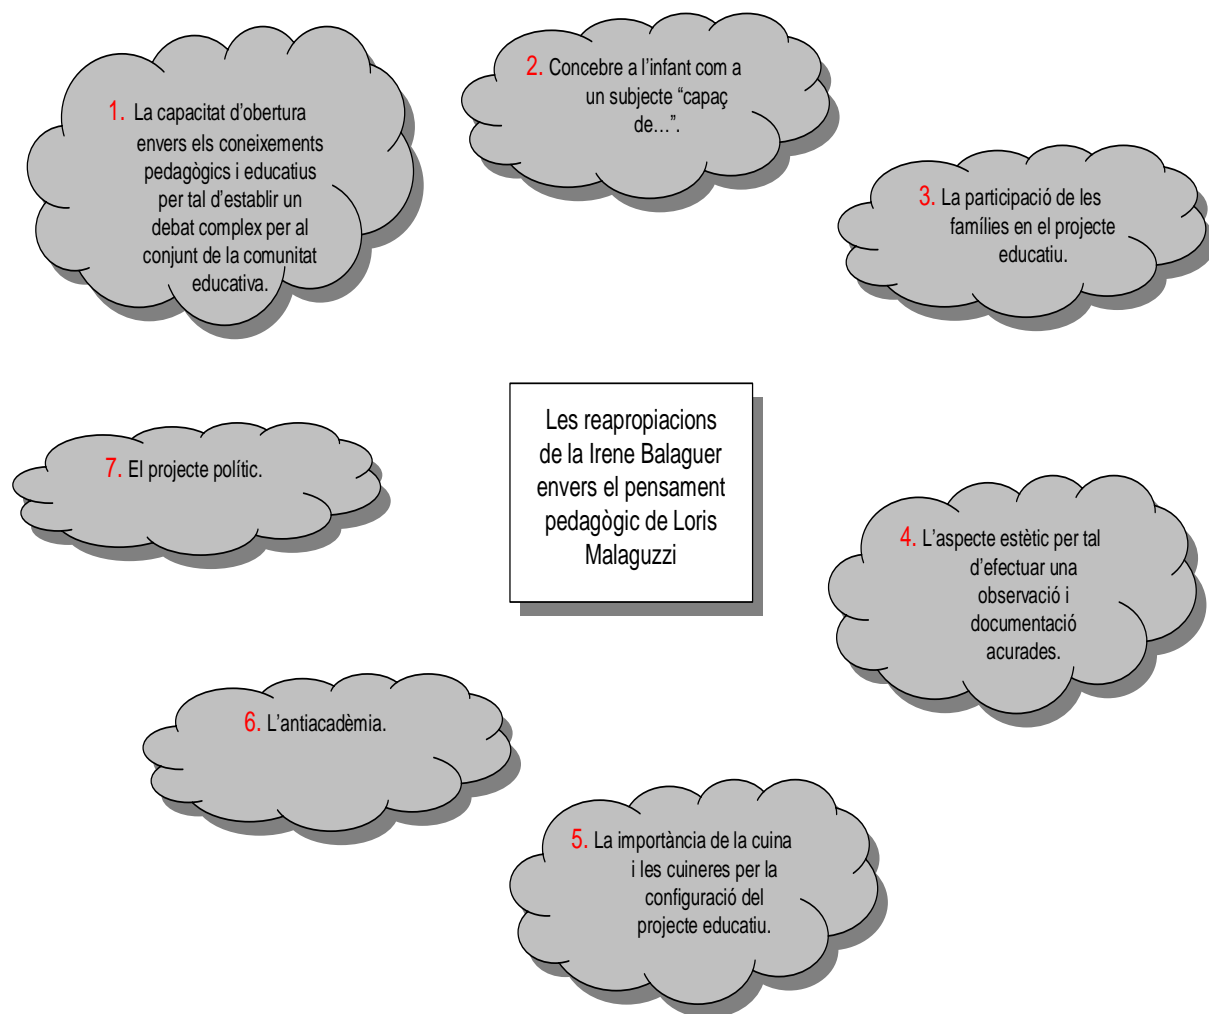 1. La capacitat d’obertura
envers els coneixements
pedagògics i educatius
per tal d’establir un
debat complex per al
conjunt de la comunitat
educativa.
2. Concebre a l’infant com a
un subjecte “capaç
de…”.
3. La participació de les
famílies en el projecte
educatiu.
Les reapropiacions
de la Irene Balaguer
envers el pensament
pedagògic de Loris
Malaguzzi
7. El projecte polític.
4. L’aspecte estètic per tal
d’efectuar una
observació i
documentació
acurades.
6. L’antiacadèmia.
5. La importància de la cuina
i les cuineres per la
configuració del
projecte educatiu.